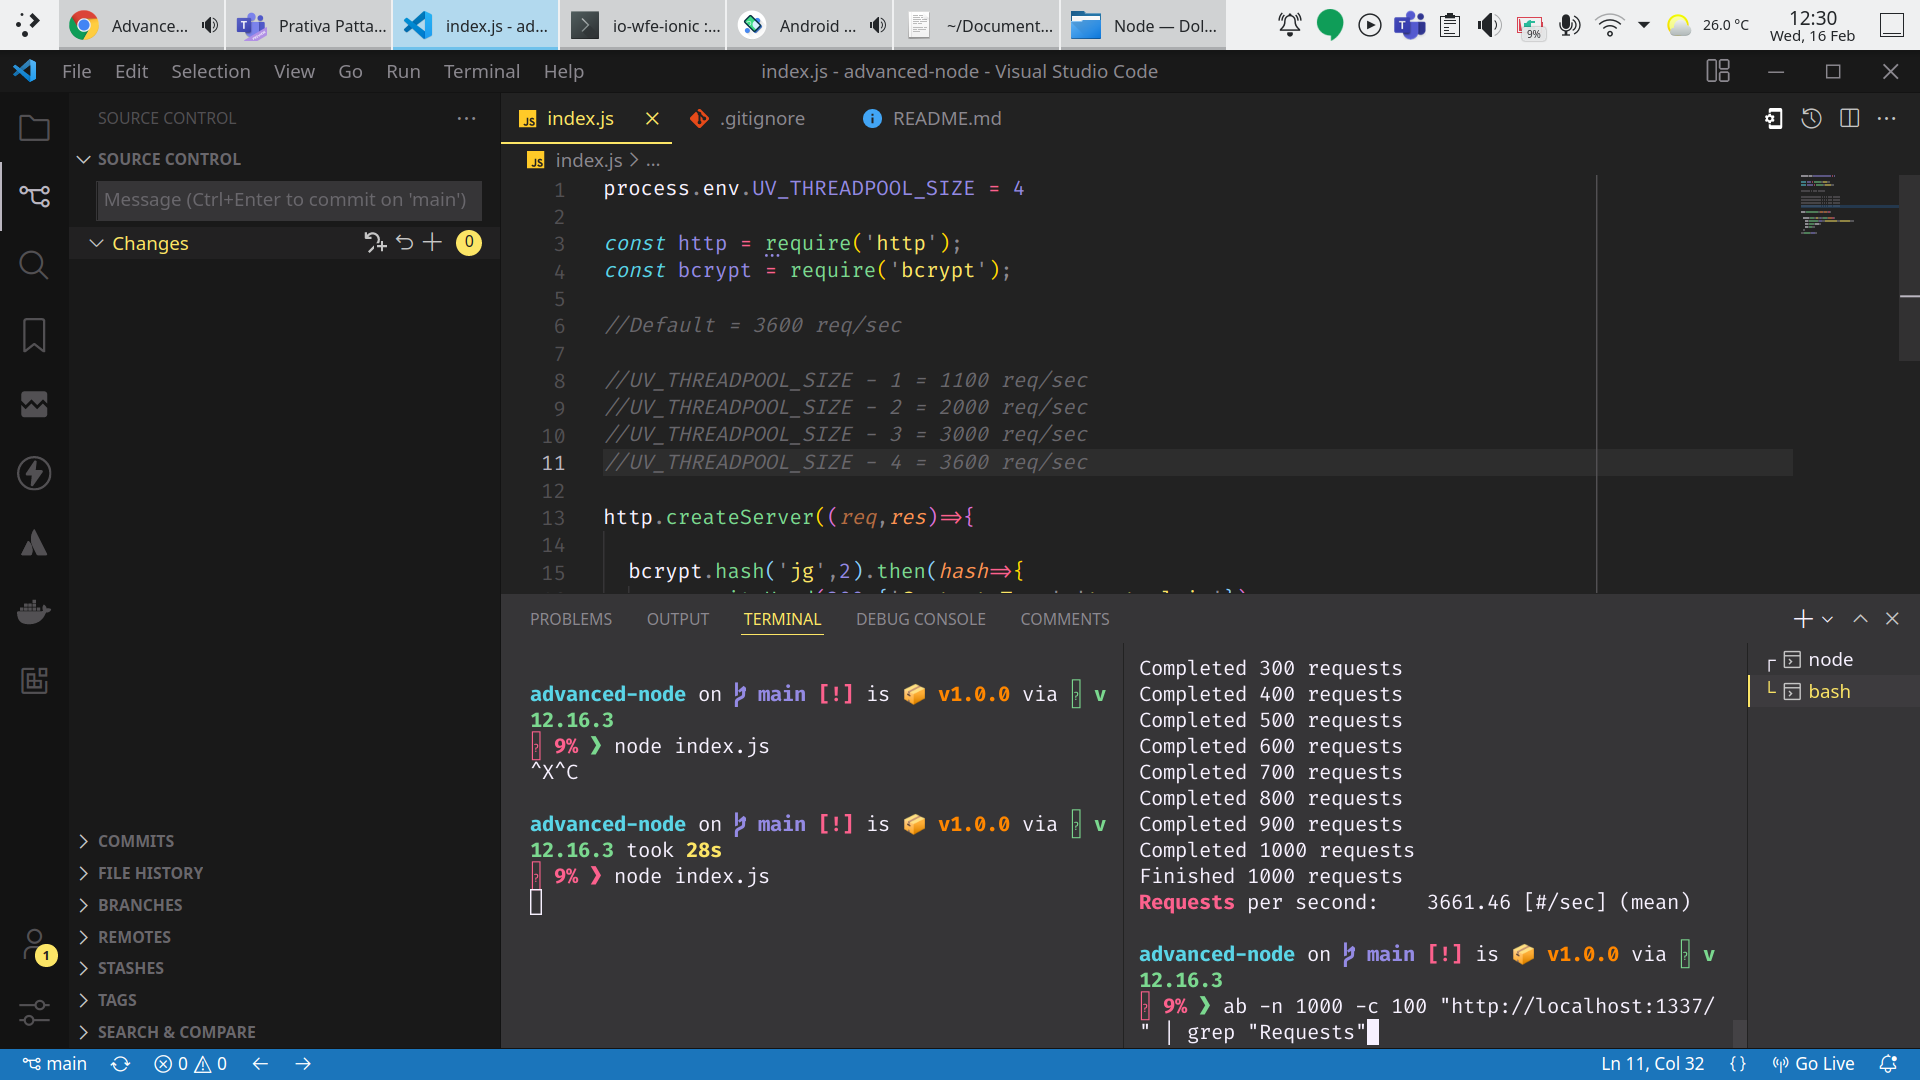 Advance...
Prativa Patta...
index.js - ad...
io-wfe-ionic :...
Android ...
~/Document...
Node — Dol...
9%
26.0 °C
12:30
Wed, 16 Feb
File Edit Selection View Go Run Terminal Help
index.js - advanced-node - Visual Studio Code
SOURCE CONTROL
SOURCE CONTROL
Message (Ctrl+Enter to commit on 'main')
Changes
0
COMMITS
FILE HISTORY
BRANCHES
REMOTES
STASHES
TAGS
SEARCH & COMPARE
1
index.js
.gitignore
README.md
index.js > ...
1 process.env.UV_THREADPOOL_SIZE = 4
2
3 const http = require('http');
4 const bcrypt = require('bcrypt');
5
6 //Default = 3600 req/sec
7
8 //UV_THREADPOOL_SIZE - 1 = 1100 req/sec
9 //UV_THREADPOOL_SIZE - 2 = 2000 req/sec
10 //UV_THREADPOOL_SIZE - 3 = 3000 req/sec
11 //UV_THREADPOOL_SIZE - 4 = 3600 req/sec
12
13 http.createServer((req,res)=>{
14
15 bcrypt.hash('jg',2).then(hash=>{
PROBLEMS OUTPUT TERMINAL DEBUG CONSOLE COMMENTS
advanced-node on main [!] is 📦 v1.0.0 via v
12.16.3
9% ❯ node index.js
^X^C
advanced-node on main [!] is 📦 v1.0.0 via v
12.16.3 took 28s
9% ❯ node index.js
Completed 300 requests
Completed 400 requests
Completed 500 requests
Completed 600 requests
Completed 700 requests
Completed 800 requests
Completed 900 requests
Completed 1000 requests
Finished 1000 requests
Requests per second: 3661.46 [#/sec] (mean)
advanced-node on main [!] is 📦 v1.0.0 via v
12.16.3
9% ❯ ab -n 1000 -c 100 "http://localhost:1337/
" | grep "Requests"
node
bash
main
0 0
Ln 11, Col 32
{}
Go Live